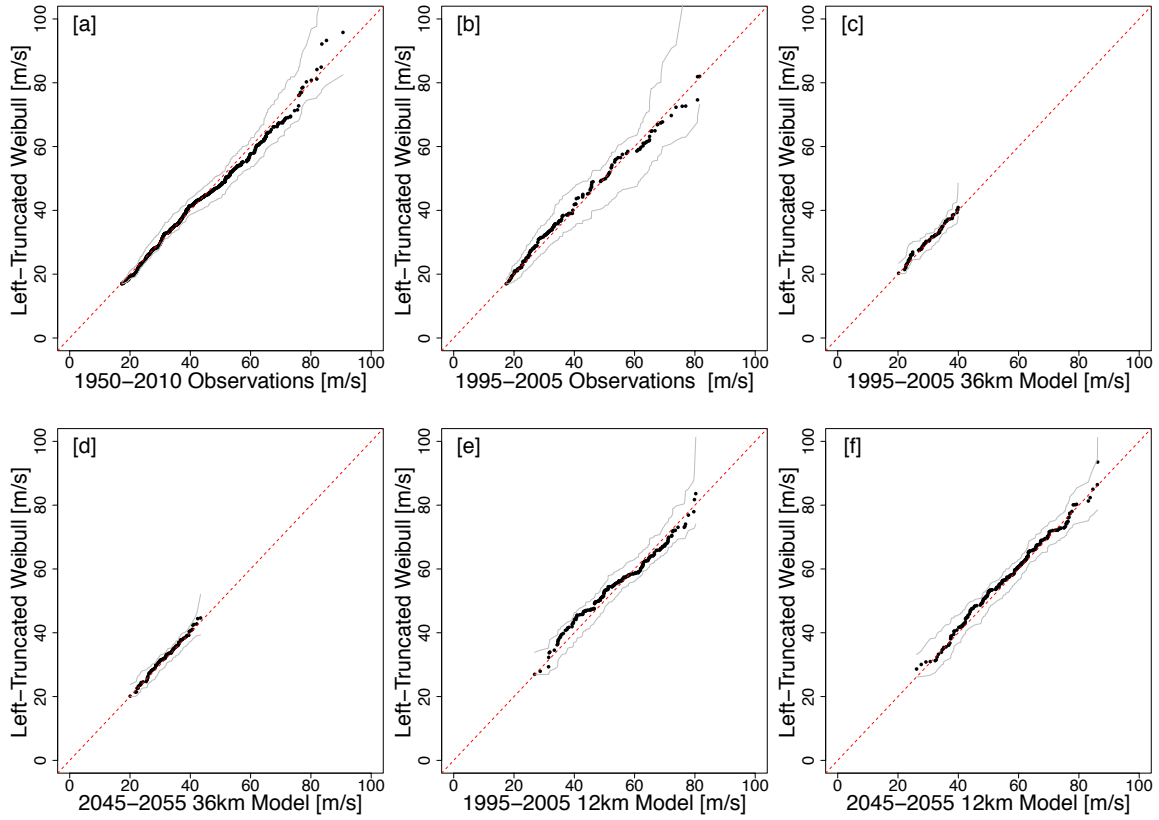 [a]
Left−Truncated Weibull [m/s]
0 20 40 60 80 100
0 20 40 60 80 100
1950−2010 Observations [m/s]
[b]
Left−Truncated Weibull [m/s]
0 20 40 60 80 100
0 20 40 60 80 100
1995−2005 Observations [m/s]
[c]
Left−Truncated Weibull [m/s]
0 20 40 60 80 100
0 20 40 60 80 100
1995−2005 36km Model [m/s]
[d]
Left−Truncated Weibull [m/s]
0 20 40 60 80 100
0 20 40 60 80 100
2045−2055 36km Model [m/s]
[e]
Left−Truncated Weibull [m/s]
0 20 40 60 80 100
0 20 40 60 80 100
1995−2005 12km Model [m/s]
[f]
Left−Truncated Weibull [m/s]
0 20 40 60 80 100
0 20 40 60 80 100
2045−2055 12km Model [m/s]